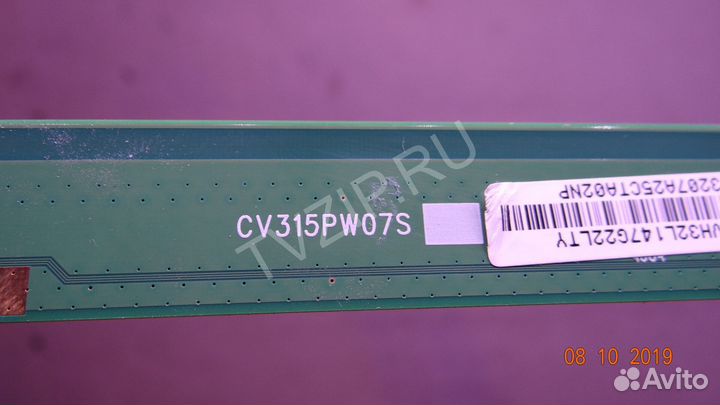 TVZIP.RU
CV315PW07S
3207A25CTA02NP
VH32L147G22LTY
08 10 2019
Avito